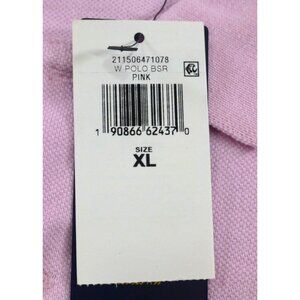 211506471078
W POLO BSR
PINK
1 90866 62437 0
SIZE
XL